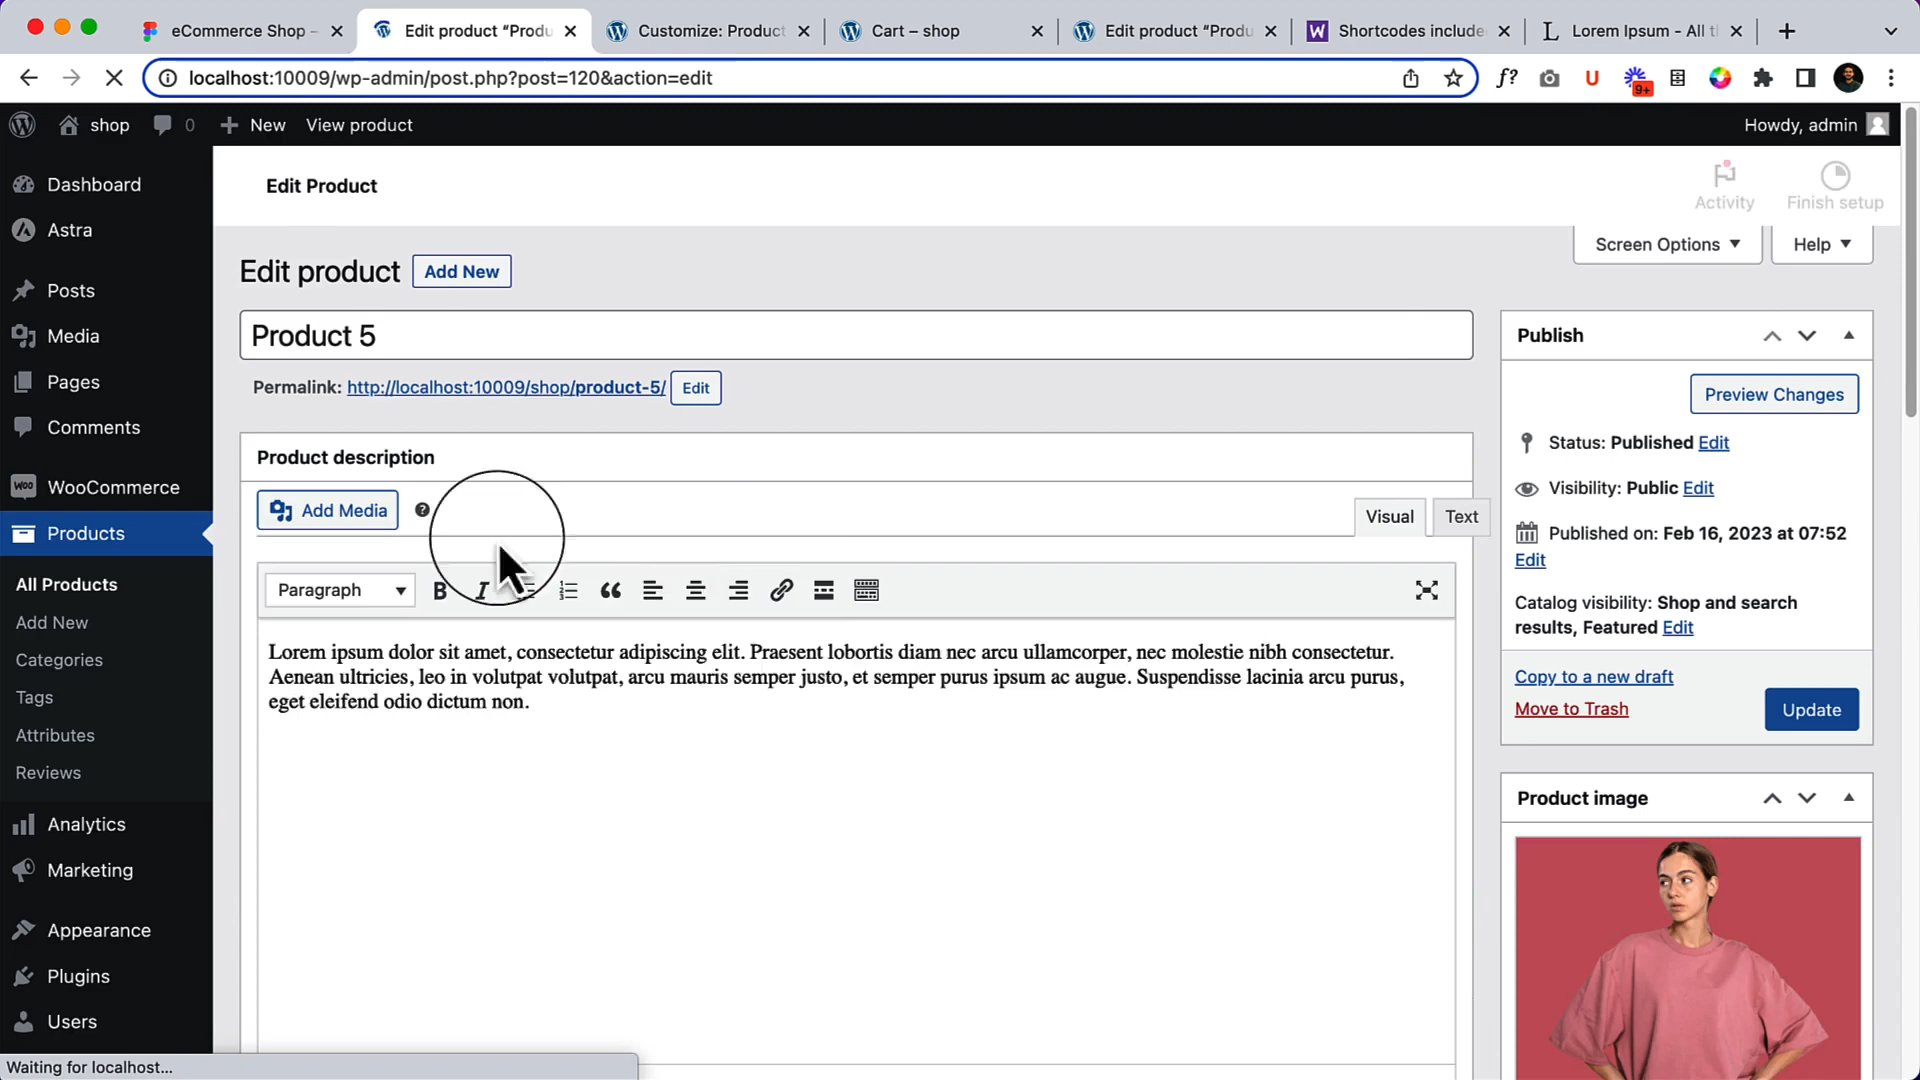 eCommerce Shop –
Edit product “Produ
Customize: Product
Cart – shop
Edit product “Produ
Shortcodes include
Lorem Ipsum - All t
localhost:10009/wp-admin/post.php?post=120&action=edit
f?
U
9+
shop
0
New
View product
Howdy, admin
Dashboard
Astra
Posts
Media
Pages
Comments
WooCommerce
Products
All Products
Add New
Categories
Tags
Attributes
Reviews
Analytics
Marketing
Appearance
Plugins
Users
Edit Product
Activity
Finish setup
Screen Options
Help
Edit product
Add New
Product 5
Permalink: http://localhost:10009/shop/product-5/ Edit
Product description
Add Media
Visual
Text
Paragraph
B I
Lorem ipsum dolor sit amet, consectetur adipiscing elit. Praesent lobortis diam nec arcu ullamcorper, nec molestie nibh consectetur.
Aenean ultricies, leo in volutpat volutpat, arcu mauris semper justo, et semper purus ipsum ac augue. Suspendisse lacinia arcu purus,
eget eleifend odio dictum non.
Publish
Preview Changes
Status: Published Edit
Visibility: Public Edit
Published on: Feb 16, 2023 at 07:52
Edit
Catalog visibility: Shop and search
results, Featured Edit
Copy to a new draft
Move to Trash
Update
Product image
Waiting for localhost...